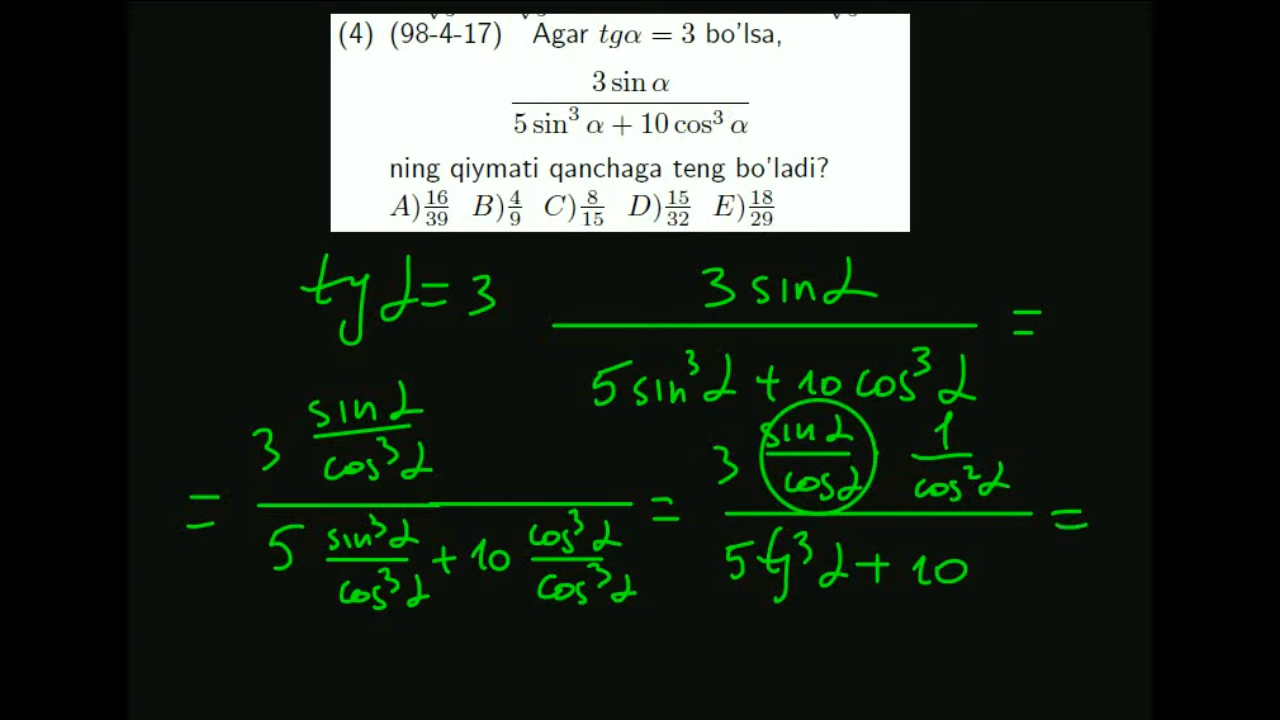 (4) (98-4-17) Agar tgα = 3 bo'lsa,
3 sin α
5 sin³ α + 10 cos³ α
ning qiymati qanchaga teng bo'ladi?
A) 16/39 B) 4/9 C) 8/15 D) 15/32 E) 18/29
tg α = 3
3 sin α / (5 sin³ α + 10 cos³ α) =
= (3 sin α / cos³ α) / (5 sin³ α / cos³ α + 10 cos³ α / cos³ α) = (3 sin α / cos α 1 / cos² α) / (5 tg³ α + 10) =